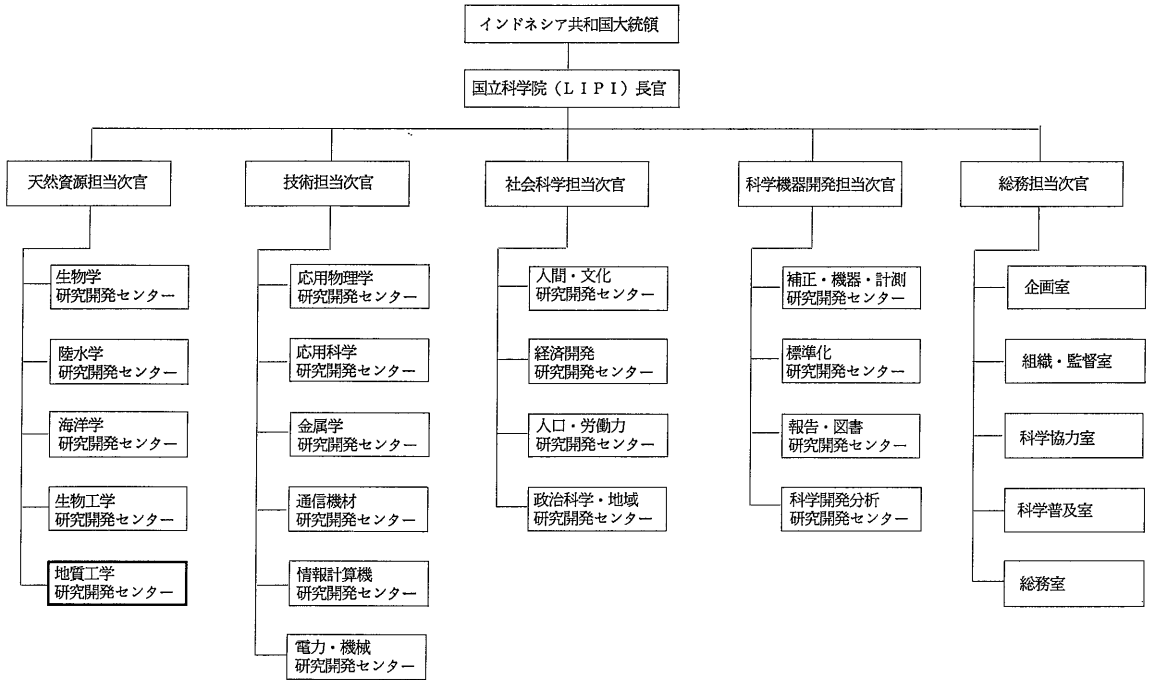 インドネシア共和国大統領
国立科学院（ＬＩＰＩ）長官
天然資源担当次官
技術担当次官
社会科学担当次官
科学機器開発担当次官
総務担当次官
生物学
研究開発センター
陸水学
研究開発センター
海洋学
研究開発センター
生物工学
研究開発センター
地質工学
研究開発センター
応用物理学
研究開発センター
応用科学
研究開発センター
金属学
研究開発センター
通信機材
研究開発センター
情報計算機
研究開発センター
電力・機械
研究開発センター
人間・文化
研究開発センター
経済開発
研究開発センター
人口・労働力
研究開発センター
政治科学・地域
研究開発センター
補正・機器・計測
研究開発センター
標準化
研究開発センター
報告・図書
研究開発センター
科学開発分析
研究開発センター
企画室
組織・監督室
科学協力室
科学普及室
総務室